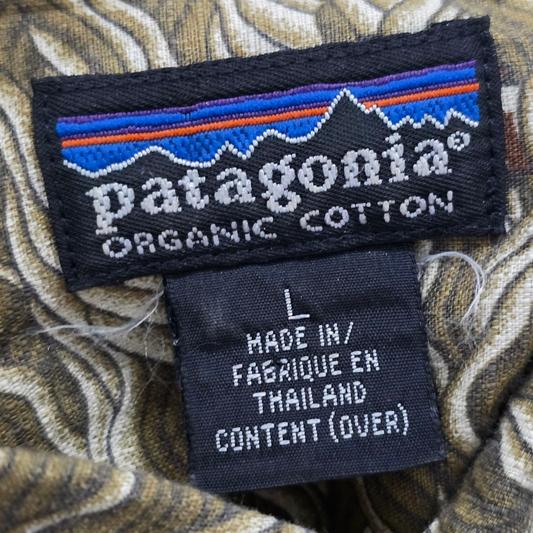 patagonia®
ORGANIC COTTON
L
MADE IN/
FABRIQUE EN
THAILAND
CONTENT (OVER)